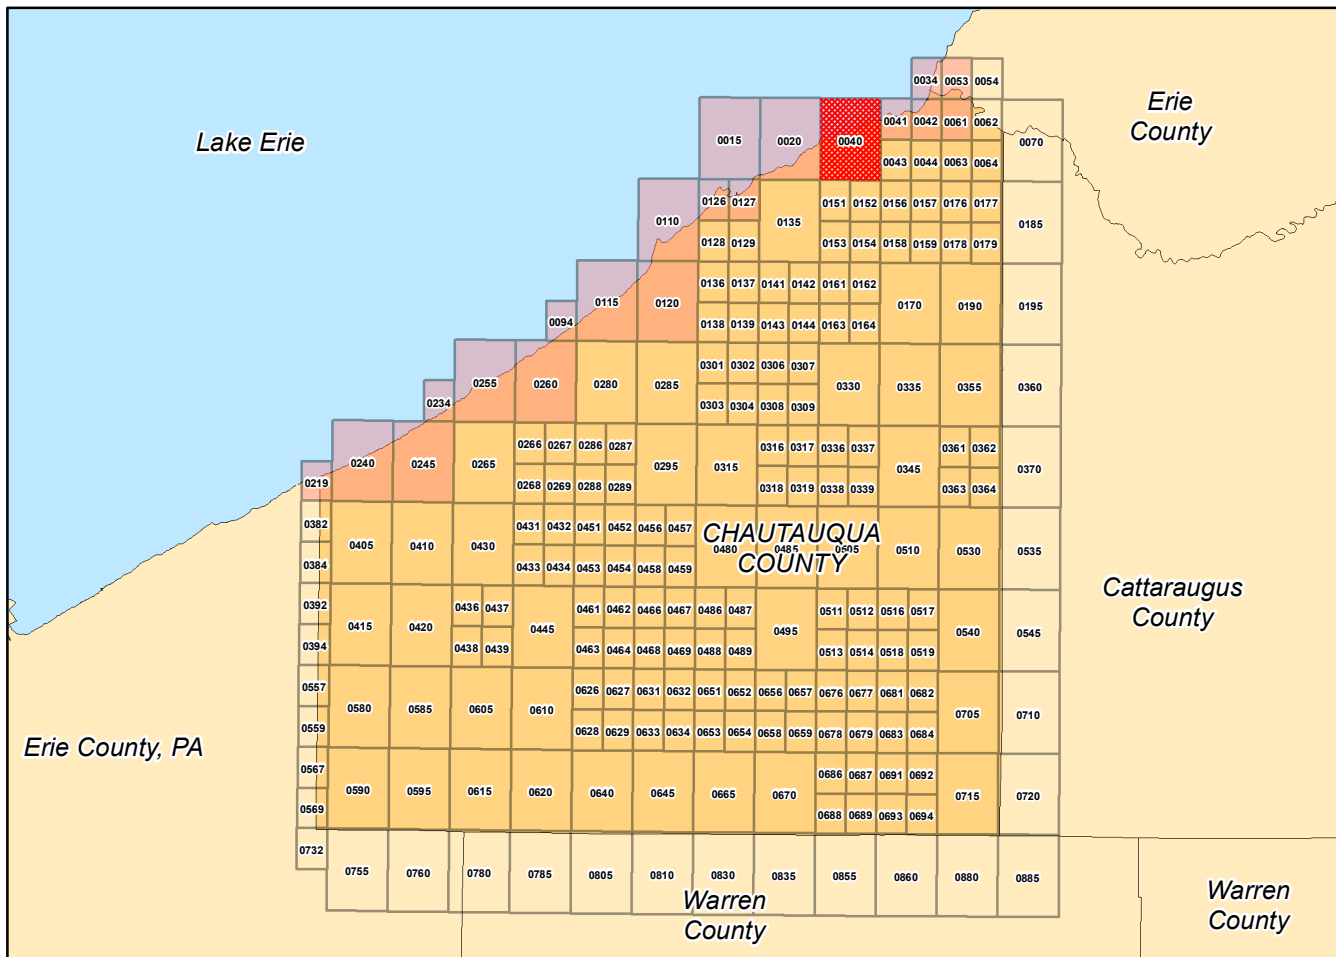 0034 0053 0054
Erie
County
Lake Erie
0015 0020 0040 0041 0042 0061 0062 0070
0043 0044 0063 0064
0110 0126 0127 0135 0151 0152 0156 0157 0176 0177 0185
0128 0129 0153 0154 0158 0159 0178 0179
0115 0120 0136 0137 0141 0142 0161 0162 0170 0190 0195
0094 0138 0139 0143 0144 0163 0164
0255 0260 0280 0285 0301 0302 0306 0307 0330 0335 0355 0360
0234 0303 0304 0308 0309
0240 0245 0265 0266 0267 0286 0287 0295 0315 0316 0317 0336 0337 0345 0361 0362 0370
0219 0268 0269 0288 0289 0318 0319 0338 0339 0363 0364
0382 0405 0410 0430 0431 0432 0451 0452 0456 0457 0480 0485 0505 0510 0530 0535
CHAUTAUQUA
COUNTY
0384 0433 0434 0453 0454 0458 0459
Cattaraugus
County
0392 0415 0420 0436 0437 0445 0461 0462 0466 0467 0486 0487 0495 0511 0512 0516 0517 0540 0545
0394 0438 0439 0463 0464 0468 0469 0488 0489 0513 0514 0518 0519
0557 0580 0585 0605 0610 0626 0627 0631 0632 0651 0652 0656 0657 0676 0677 0681 0682 0705 0710
0559 0628 0629 0633 0634 0653 0654 0658 0659 0678 0679 0683 0684
Erie County, PA
0567 0590 0595 0615 0620 0640 0645 0665 0670 0686 0687 0691 0692 0715 0720
0569 0688 0689 0693 0694
0732 0755 0760 0780 0785 0805 0810 0830 0835 0855 0860 0880 0885
Warren
County
Warren
County